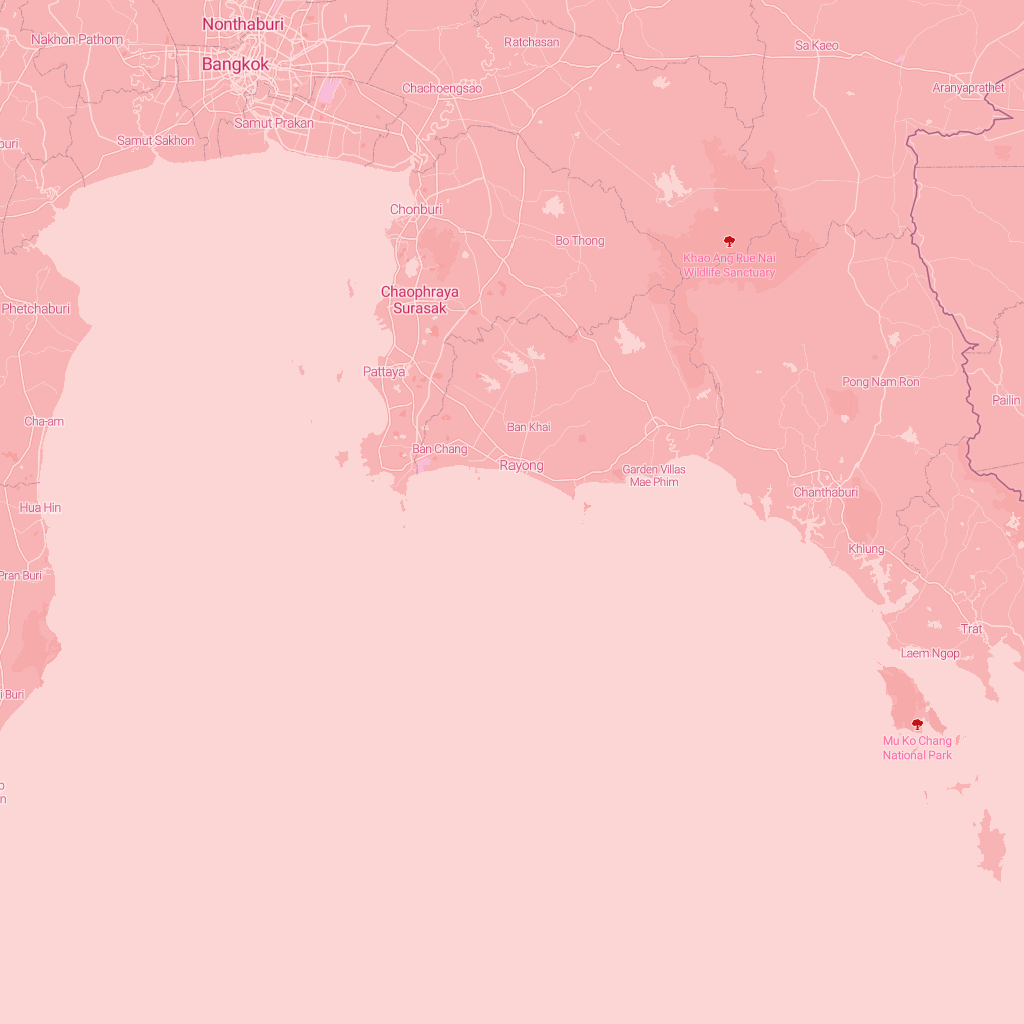 Nonthaburi
Nakhon Pathom
Ratchasan
Sa Kaeo
Bangkok
Chachoengsao
Aranyaprathet
Samut Prakan
Samut Sakhon
buri
Chonburi
Bo Thong
Khao Ang Rue Nai
Wildlife Sanctuary
Chaophraya
Surasak
Phetchaburi
Pattaya
Pong Nam Ron
Pailin
Cha-am
Ban Khai
Ban Chang
Rayong
Garden Villas
Mae Phim
Chanthaburi
Hua Hin
Khlung
Pran Buri
Trat
Laem Ngop
i Buri
Mu Ko Chang
National Park